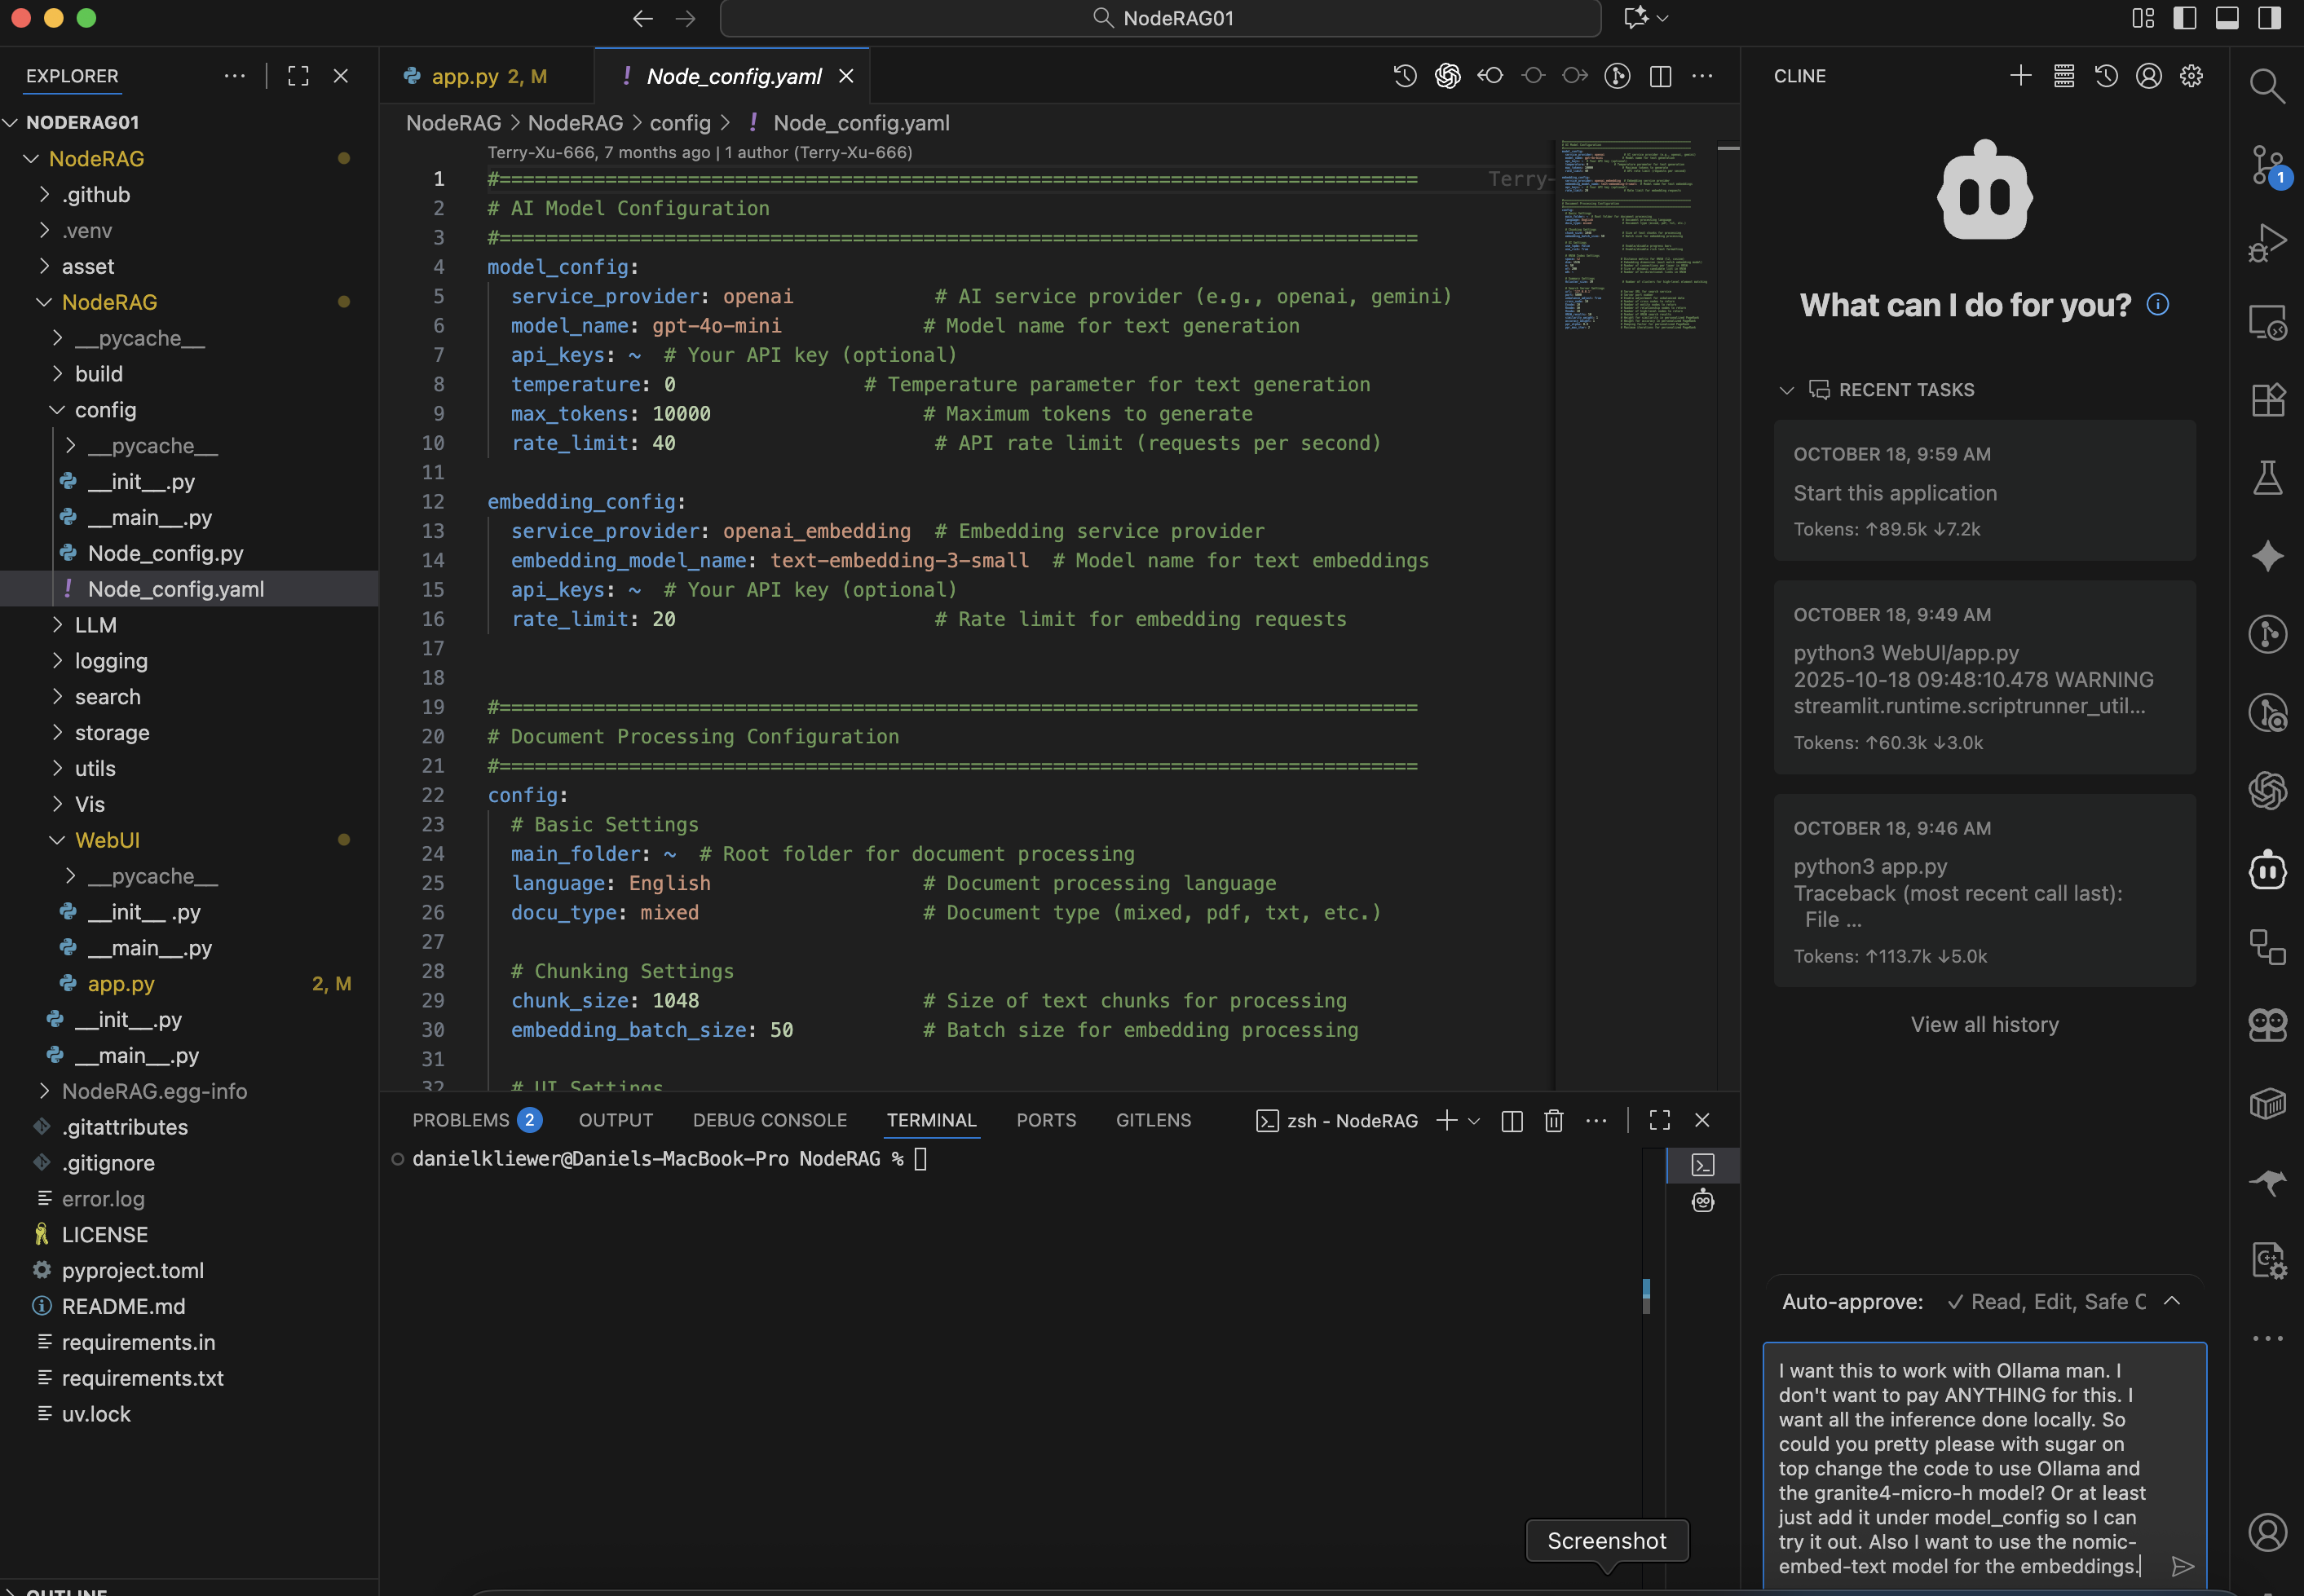 NodeRAG01
EXPLORER
NODERAG01
NodeRAG
.github
.venv
asset
NodeRAG
__pycache__
build
config
__pycache__
__init__.py
__main__.py
Node_config.py
Node_config.yaml
LLM
logging
search
storage
utils
Vis
WebUI
__pycache__
__init__ .py
__main__.py
app.py 2, M
__init__.py
__main__.py
NodeRAG.egg-info
.gitattributes
.gitignore
error.log
LICENSE
pyproject.toml
README.md
requirements.in
requirements.txt
uv.lock
OUTLINE
app.py 2, M
Node_config.yaml
NodeRAG > NodeRAG > config > ! Node_config.yaml
Terry-Xu-666, 7 months ago | 1 author (Terry-Xu-666)
1 #============================================================================== Terry-
2 # AI Model Configuration
3 #==============================================================================
4 model_config:
5 service_provider: openai # AI service provider (e.g., openai, gemini)
6 model_name: gpt-4o-mini # Model name for text generation
7 api_keys: ~ # Your API key (optional)
8 temperature: 0 # Temperature parameter for text generation
9 max_tokens: 10000 # Maximum tokens to generate
10 rate_limit: 40 # API rate limit (requests per second)
11
12 embedding_config:
13 service_provider: openai_embedding # Embedding service provider
14 embedding_model_name: text-embedding-3-small # Model name for text embeddings
15 api_keys: ~ # Your API key (optional)
16 rate_limit: 20 # Rate limit for embedding requests
17
18
19 #==============================================================================
20 # Document Processing Configuration
21 #==============================================================================
22 config:
23 # Basic Settings
24 main_folder: ~ # Root folder for document processing
25 language: English # Document processing language
26 docu_type: mixed # Document type (mixed, pdf, txt, etc.)
27
28 # Chunking Settings
29 chunk_size: 1048 # Size of text chunks for processing
30 embedding_batch_size: 50 # Batch size for embedding processing
31
32 # UI Settings
PROBLEMS 2 OUTPUT DEBUG CONSOLE TERMINAL PORTS GITLENS zsh - NodeRAG
danielkliewer@Daniels-MacBook-Pro NodeRAG %
Screenshot
CLINE
What can I do for you?
RECENT TASKS
OCTOBER 18, 9:59 AM
Start this application
Tokens: ↑89.5k ↓7.2k
OCTOBER 18, 9:49 AM
python3 WebUI/app.py
2025-10-18 09:48:10.478 WARNING
streamlit.runtime.scriptrunner_util...
Tokens: ↑60.3k ↓3.0k
OCTOBER 18, 9:46 AM
python3 app.py
Traceback (most recent call last):
File ...
Tokens: ↑113.7k ↓5.0k
View all history
Auto-approve: ✓ Read, Edit, Safe C
I want this to work with Ollama man. I
don't want to pay ANYTHING for this. I
want all the inference done locally. So
could you pretty please with sugar on
top change the code to use Ollama and
the granite4-micro-h model? Or at least
just add it under model_config so I can
try it out. Also I want to use the nomic-
embed-text model for the embeddings.
1